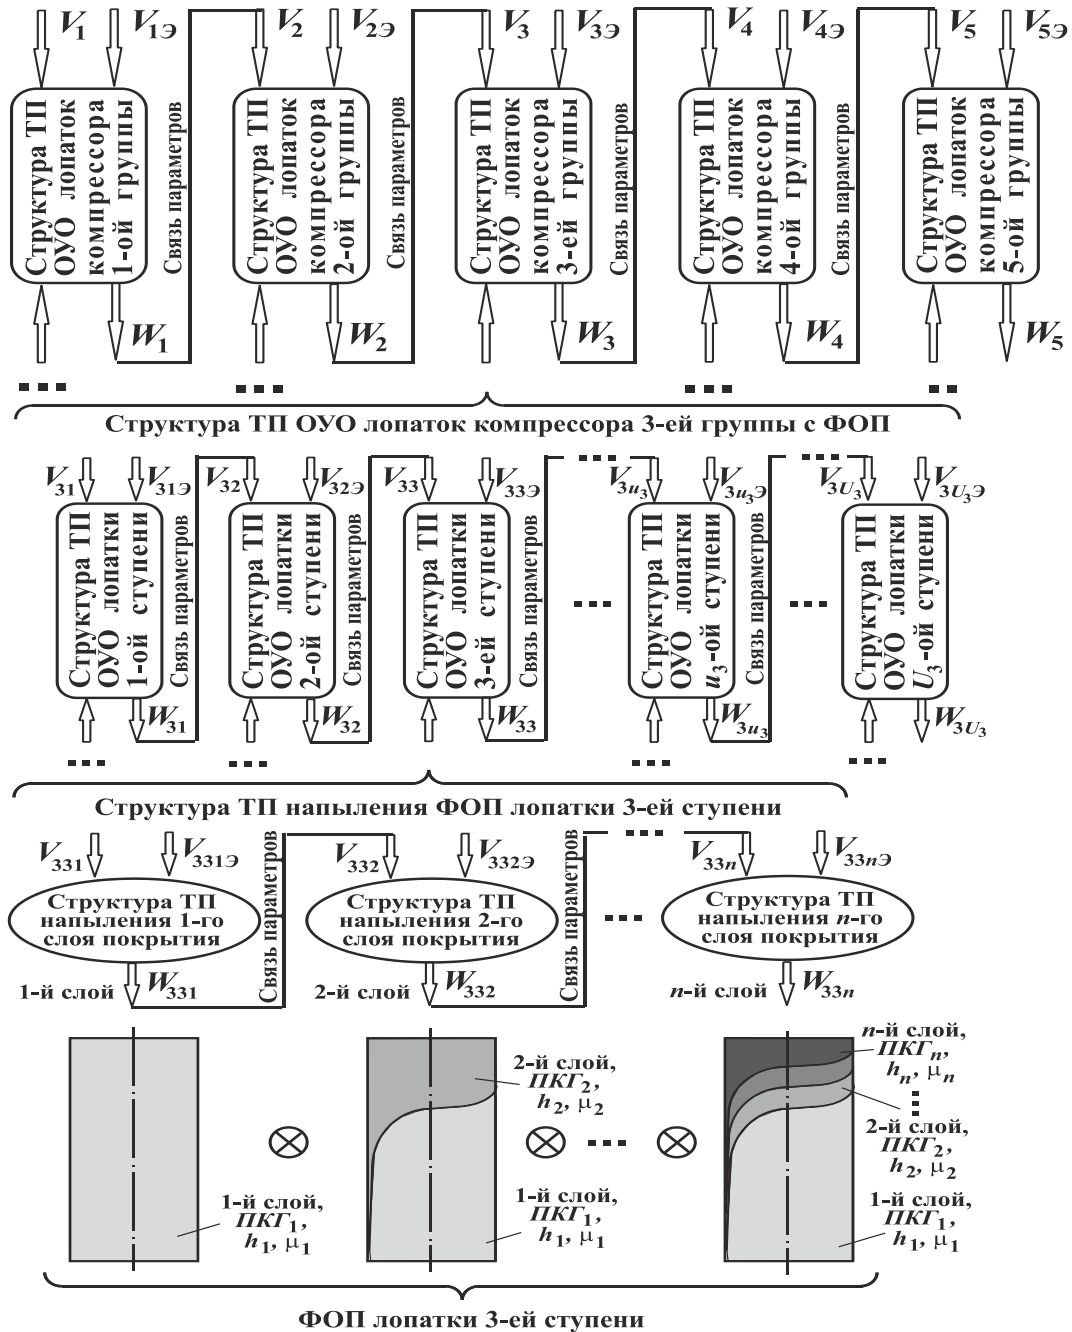 V₁ V₁Э V₂ V₂Э V₃ V₃Э V₄ V₄Э V₅ V₅Э
Структура ТП
ОУО лопаток
компрессора
1-ой группы
Связь параметров
Структура ТП
ОУО лопаток
компрессора
2-ой группы
Связь параметров
Структура ТП
ОУО лопаток
компрессора
3-ей группы
Связь параметров
Структура ТП
ОУО лопаток
компрессора
4-ой группы
Связь параметров
Структура ТП
ОУО лопаток
компрессора
5-ой группы
W₁ W₂ W₃ W₄ W₅
Структура ТП ОУО лопаток компрессора 3-ей группы с ФОП
V₃₁ V₃₁Э V₃₂ V₃₂Э V₃₃ V₃₃Э V₃u₃ V₃u₃Э V₃U₃ V₃U₃Э
Структура ТП
ОУО лопатки
1-ой ступени
Связь параметров
Структура ТП
ОУО лопатки
2-ой ступени
Связь параметров
Структура ТП
ОУО лопатки
3-ей ступени
Связь параметров
Структура ТП
ОУО лопатки
u₃-ой ступени
Связь параметров
Структура ТП
ОУО лопатки
U₃-ой ступени
W₃₁ W₃₂ W₃₃ W₃u₃ W₃U₃
Структура ТП напыления ФОП лопатки 3-ей ступени
V₃₃₁ V₃₃₁Э V₃₃₂ V₃₃₂Э V₃₃n V₃₃nЭ
Структура ТП
напыления 1-го
слоя покрытия
Связь параметров
Структура ТП
напыления 2-го
слоя покрытия
Связь параметров
Структура ТП
напыления n-го
слоя покрытия
1-й слой W₃₃₁ 2-й слой W₃₃₂ n-й слой W₃₃n
1-й слой,
ПКГ₁,
h₁, μ₁
2-й слой,
ПКГ₂,
h₂, μ₂
1-й слой,
ПКГ₁,
h₁, μ₁
n-й слой,
ПКГn,
hn, μn
2-й слой,
ПКГ₂,
h₂, μ₂
1-й слой,
ПКГ₁,
h₁, μ₁
ФОП лопатки 3-ей ступени